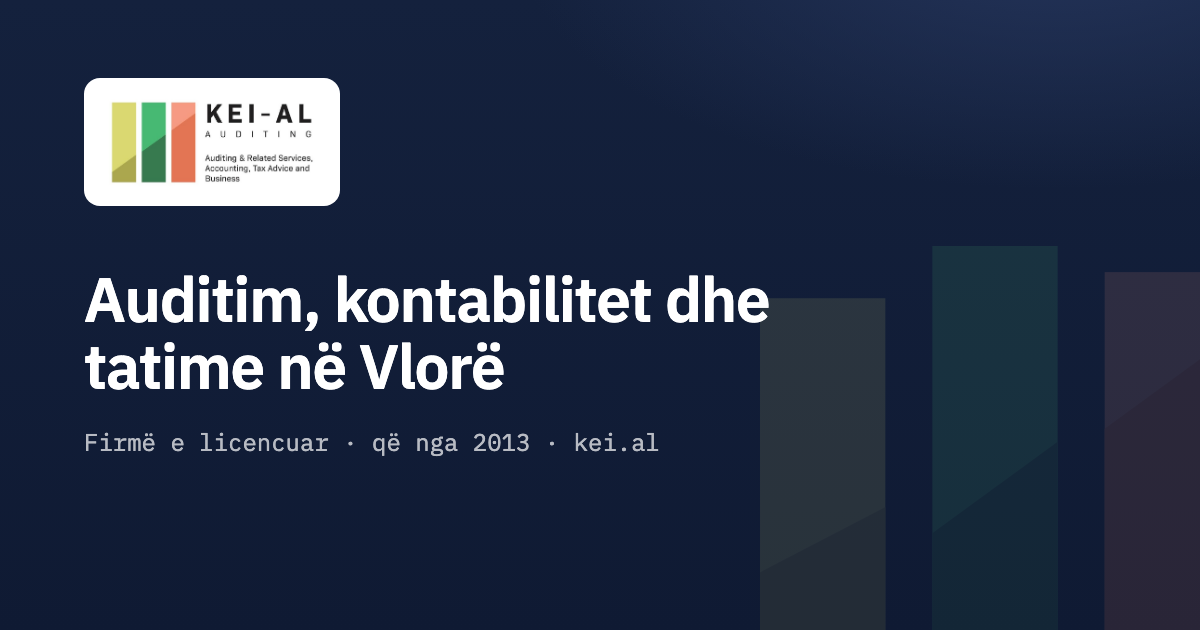 KEI-AL
AUDITING
Auditing & Related Services,
Accounting, Tax Advice and
Business
Auditim, kontabilitet dhe
tatime në Vlorë
Firmë e licencuar · që nga 2013 · kei.al